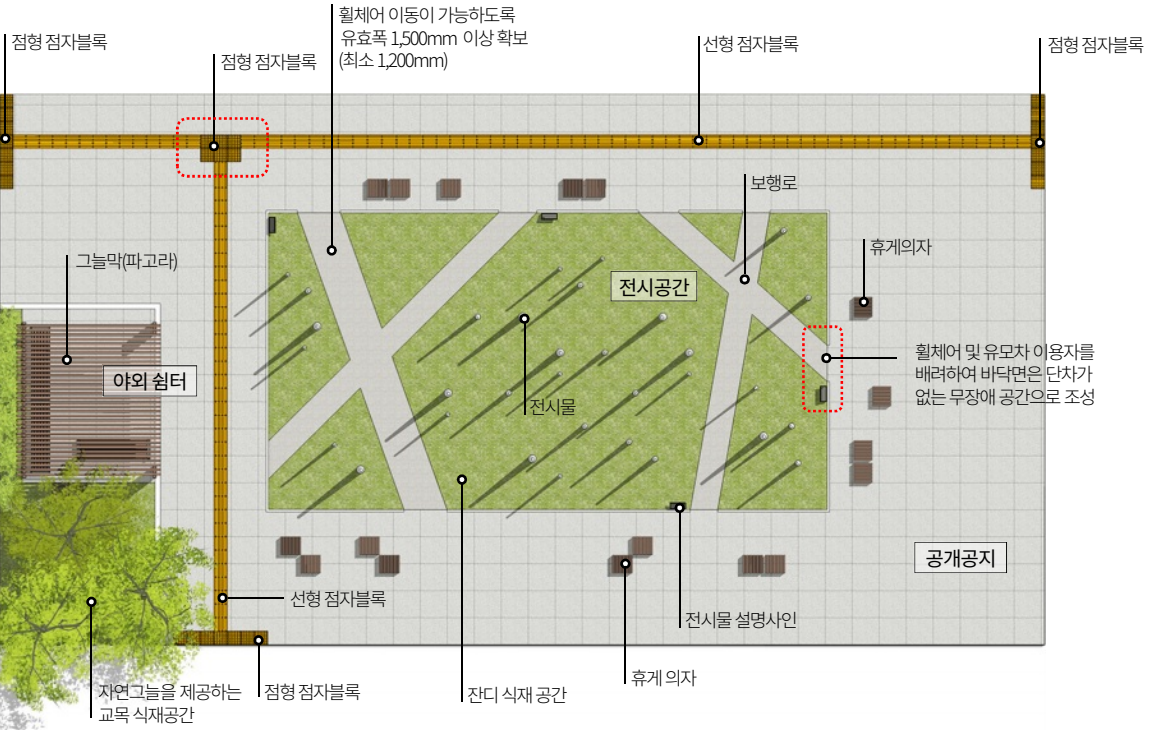 휠체어 이동이 가능하도록
유효폭 1,500mm 이상 확보
(최소 1,200mm)
점형 점자블록
점형 점자블록
선형 점자블록
점형 점자블록
보행로
휴게의자
그늘막(파고라)
전시공간
야외 쉼터
휠체어 및 유모차 이용자를
배려하여 바닥면은 단차가
없는 무장애 공간으로 조성
전시물
공개공지
선형 점자블록
전시물 설명사인
휴게 의자
자연그늘을 제공하는
교목 식재공간
점형 점자블록
잔디 식재 공간